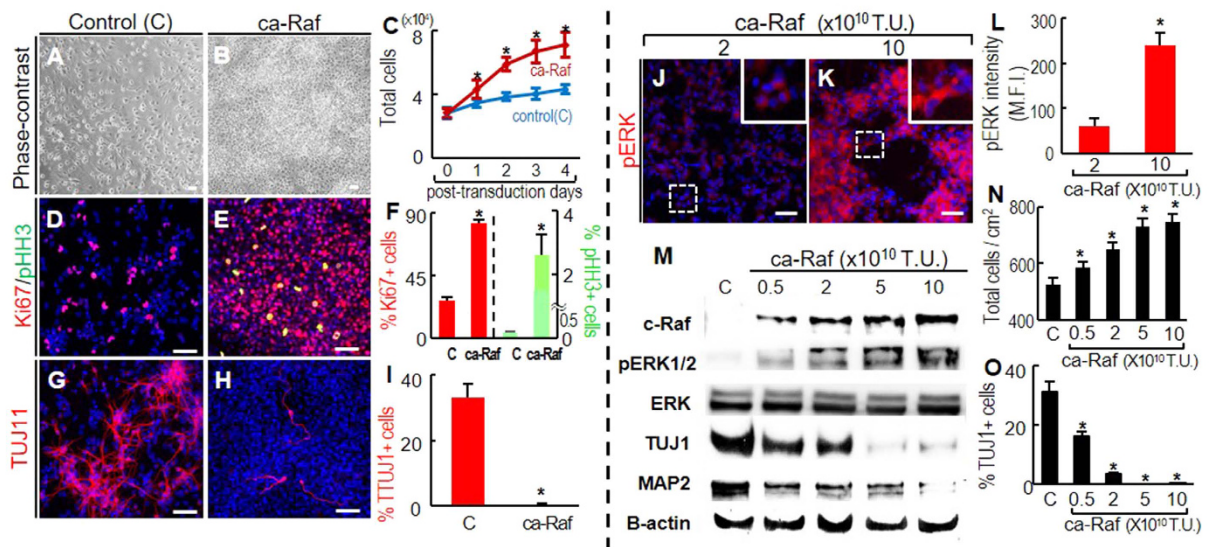 Control (C)
ca-Raf
Phase-contrast
A
B
C
(x10⁴)
Total cells
8
6
4
2
0
*
*
*
*
ca-Raf
control(C)
0 1 2 3 4
post-transduction days
Ki67/pHH3
D
E
F
% Ki67+ cells
90
45
0
*
*
4
2
0.5
0
% pHH3+ cells
C ca-Raf C ca-Raf
TUJ11
G
H
I
% TTUJ1+ cells
40
20
0
*
C ca-Raf
ca-Raf (x10¹⁰ T.U.)
2 10
pERK
J
K
L
pERK intensity
(M.F.I.)
300
200
100
0
*
2 10
ca-Raf (X10¹⁰ T.U.)
M
ca-Raf (x10¹⁰ T.U.)
C 0.5 2 5 10
c-Raf
pERK1/2
ERK
TUJ1
MAP2
B-actin
N
Total cells / cm²
800
600
400
* * * *
C 0.5 2 5 10
ca-Raf (X10¹⁰ T.U.)
O
% TUJ1+ cells
40
20
0
* * * *
C 0.5 2 5 10
ca-Raf (X10¹⁰ T.U.)